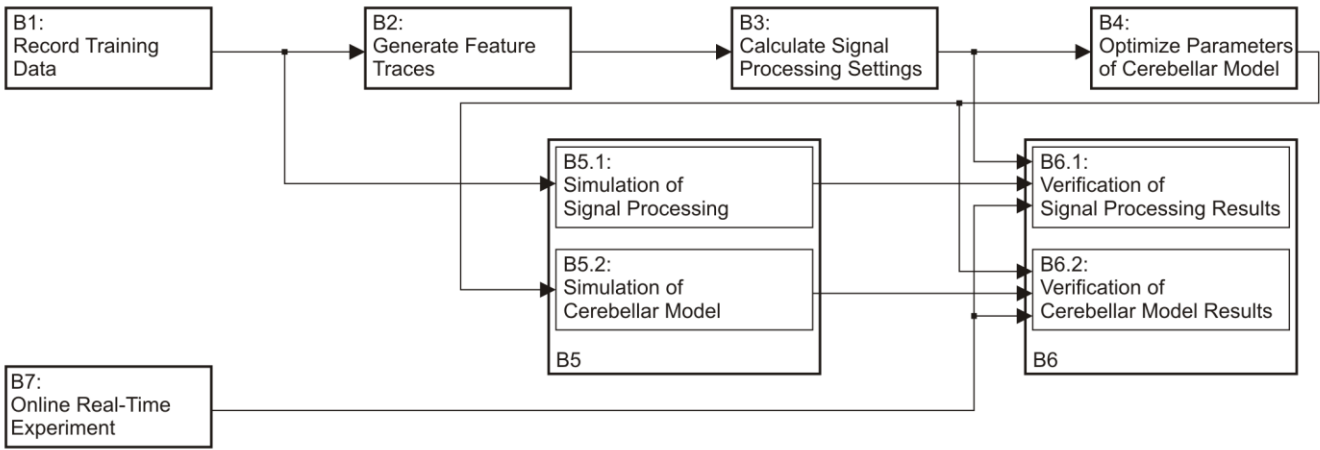 B1:
Record Training
Data
B2:
Generate Feature
Traces
B3:
Calculate Signal
Processing Settings
B4:
Optimize Parameters
of Cerebellar Model
B5.1:
Simulation of
Signal Processing
B6.1:
Verification of
Signal Processing Results
B5.2:
Simulation of
Cerebellar Model
B6.2:
Verification of
Cerebellar Model Results
B5
B6
B7:
Online Real-Time
Experiment